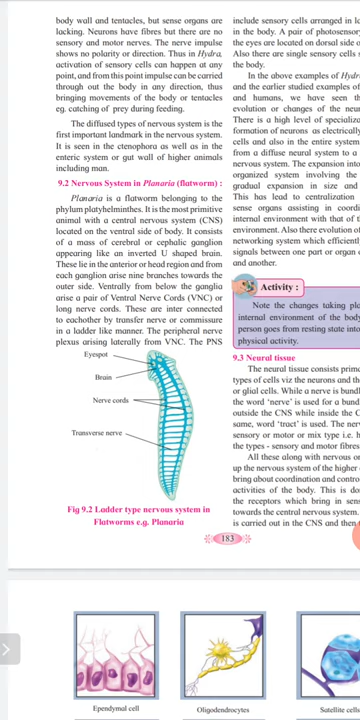 body wall and tentacles, but sense organs are
lacking. Neurons have fibres but there are no
sensory and motor nerves. The nerve impulse
shows no polarity or direction. Thus in Hydra,
activation of sensory cells can happen at any
point, and from this point impulse can be carried
through out the body in any direction, thus
bringing movements of the body or tentacles
eg. catching of prey during feeding.
The diffused types of nervous system is the
first important landmark in the nervous system.
It is seen in the ctenophora as well as in the
enteric system or gut wall of higher animals
including man.
9.2 Nervous System in Planaria (flatworm) :
Planaria is a flatworm belonging to the
phylum platyhelminthes. It is the most primitive
animal with a central nervous system (CNS)
located on the ventral side of body. It consists
of a mass of cerebral or cephalic ganglion
appearing like an inverted U shaped brain.
These lie in the anterior or head region and from
each ganglion arise nine branches towards the
outer side. Ventrally from below the ganglia
arise a pair of Ventral Nerve Cords (VNC) or
long nerve cords. These are inter connected
to eachother by transfer nerve or commissure
in a ladder like manner. The peripheral nerve
plexus arising laterally from VNC. The PNS
Eyespot
Brain
Nerve cords
Transverse nerve
Fig 9.2 Ladder type nervous system in
Flatworms e.g. Planaria
include sensory cells arranged in
in the body. A pair of photosensory
the eyes are located on dorsal side o
Also there are single sensory cells
the body.
In the above examples of Hydr
and the earlier studied examples of
and humans, we have seen th
evolution or changes of the neur
There is a high level of specializa
formation of neurons as electrically
cells and also in the entire system
from a diffuse neural system to a
nervous system. The expansion into
organized system involving the
gradual expansion in size and
This has lead to centralization
sense organs assisting in coordi
internal environment with that of t
environment. Also there evolution of
networking system which efficiently
signals between one part or organ
and another.
Activity :
Note the changes taking pla
internal environment of the body
person goes from resting state into
physical activity.
9.3 Neural tissue
The neural tissue consists prime
types of cells viz the neurons and the
or glial cells. While a nerve is bundl
the word 'nerve' is used for a bund
outside the CNS while inside the C
same, word 'tract' is used. The nerv
sensory or motor or mix type i.e. h
the types - sensory and motor fibres
All these along with nervous or
up the nervous system of the higher
bring about coordination and contro
activities of the body. This is do
the receptors which bring in sens
towards the central nervous system.
is carried out in the CNS and then
183
Ependymal cell
Oligodendrocytes
Satellite cells